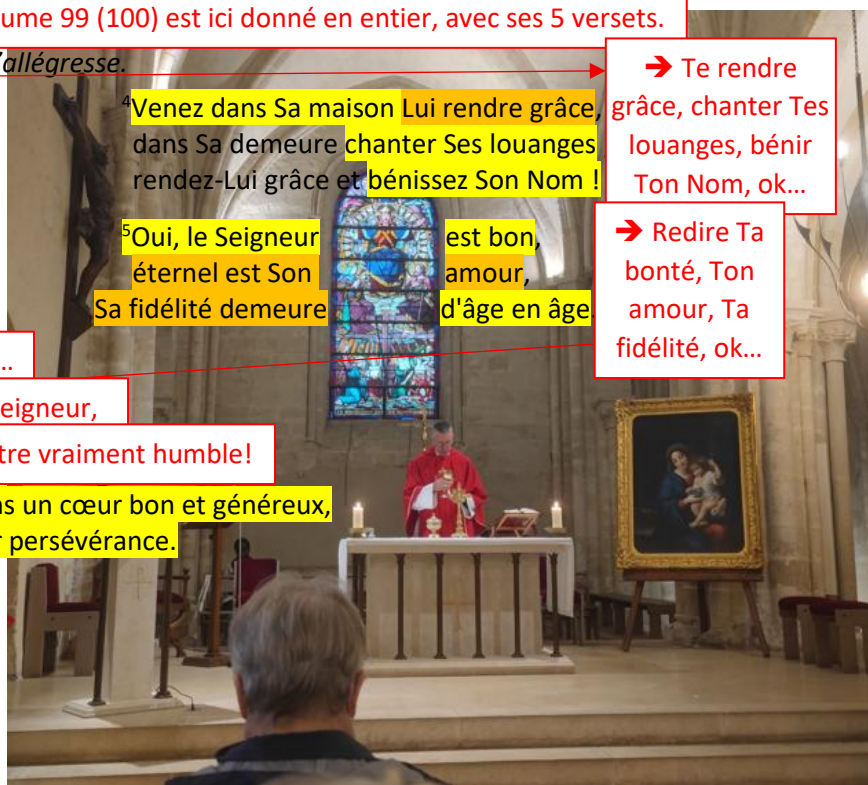 ume 99 (100) est ici donné en entier, avec ses 5 versets.
'allégresse.
➔ Te rendre
grâce, chanter Tes
louanges, bénir
Ton Nom, ok…
⁴Venez dans Sa maison Lui rendre grâce,
dans Sa demeure chanter Ses louanges
rendez-Lui grâce et bénissez Son Nom !
⁵Oui, le Seigneur est bon,
éternel est Son amour,
Sa fidélité demeure d'âge en âge.
➔ Redire Ta
bonté, Ton
amour, Ta
fidélité, ok…
…
eigneur,
tre vraiment humble!
s un cœur bon et généreux,
r persévérance.